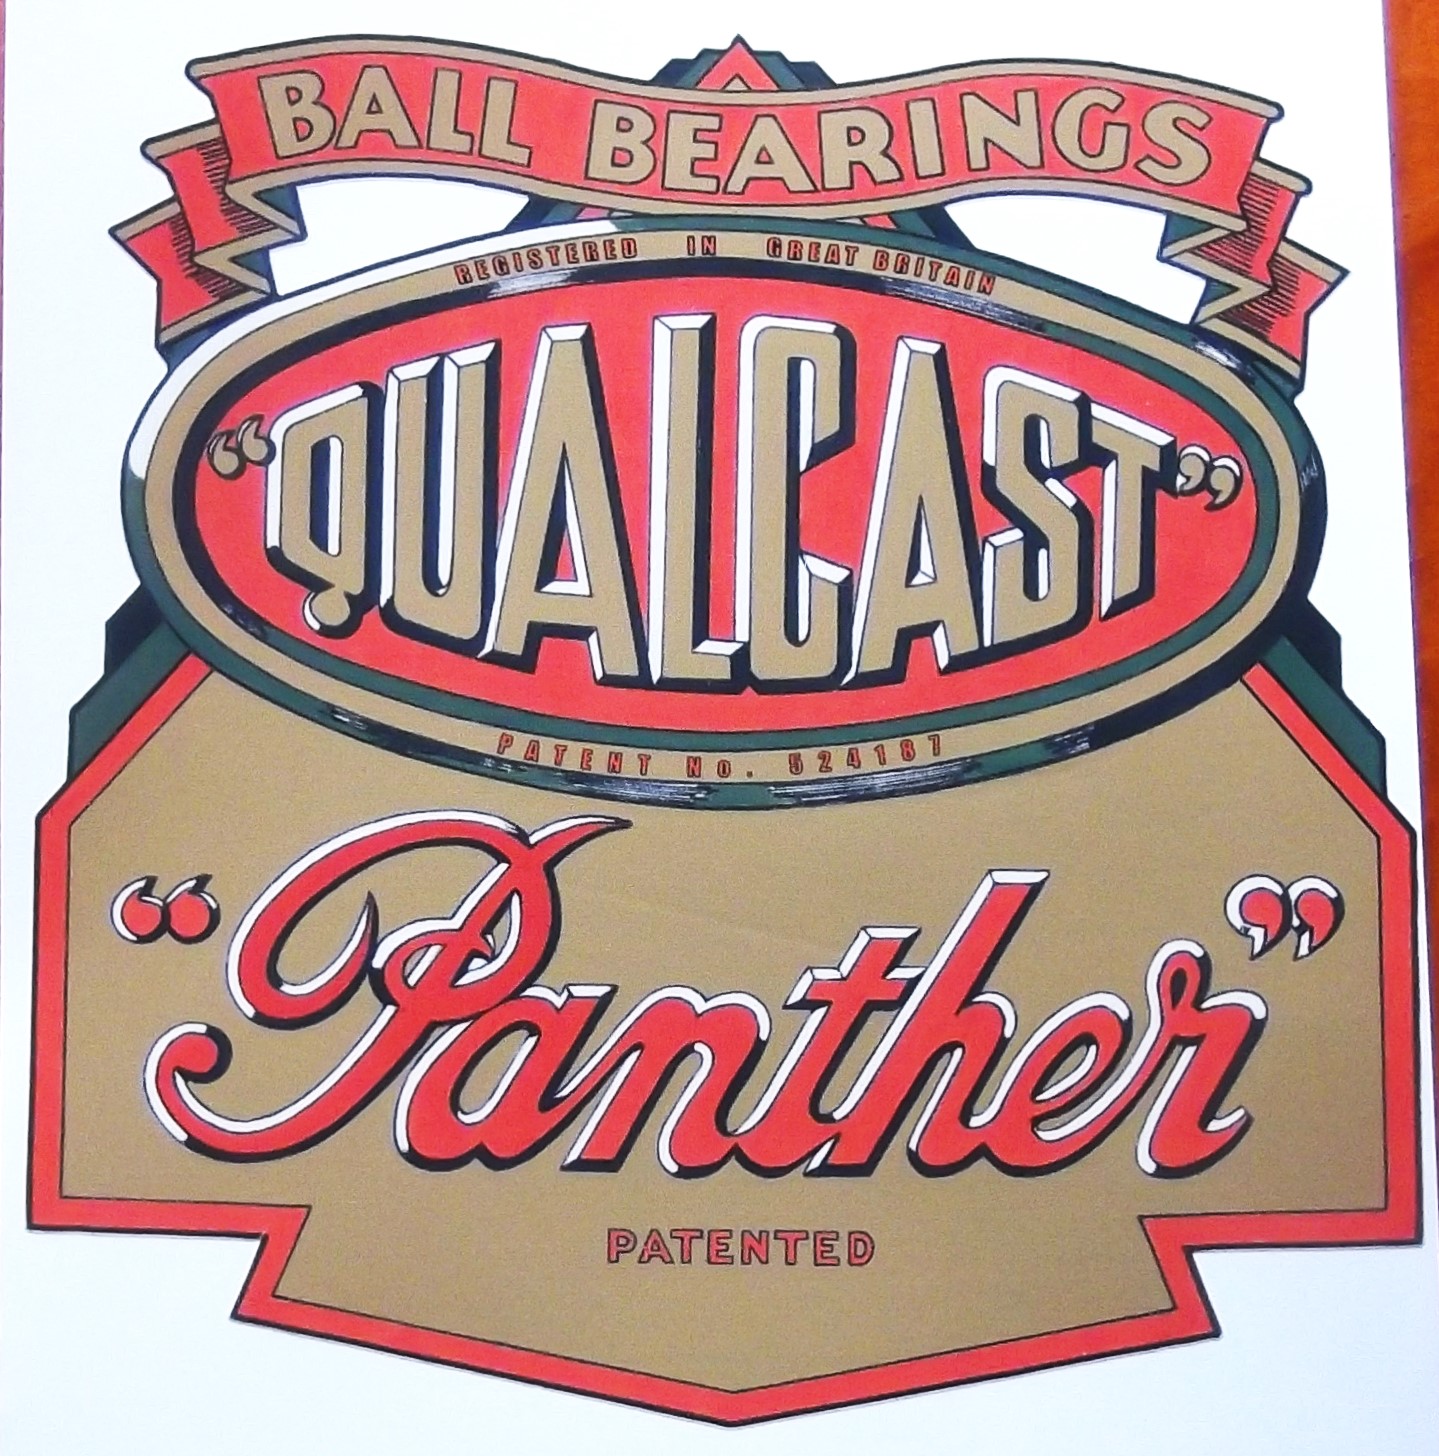 BALL BEARINGS
REGISTERED IN GREAT BRITAIN
“QUALCAST”
PATENT No. 524187
“Panther”
PATENTED